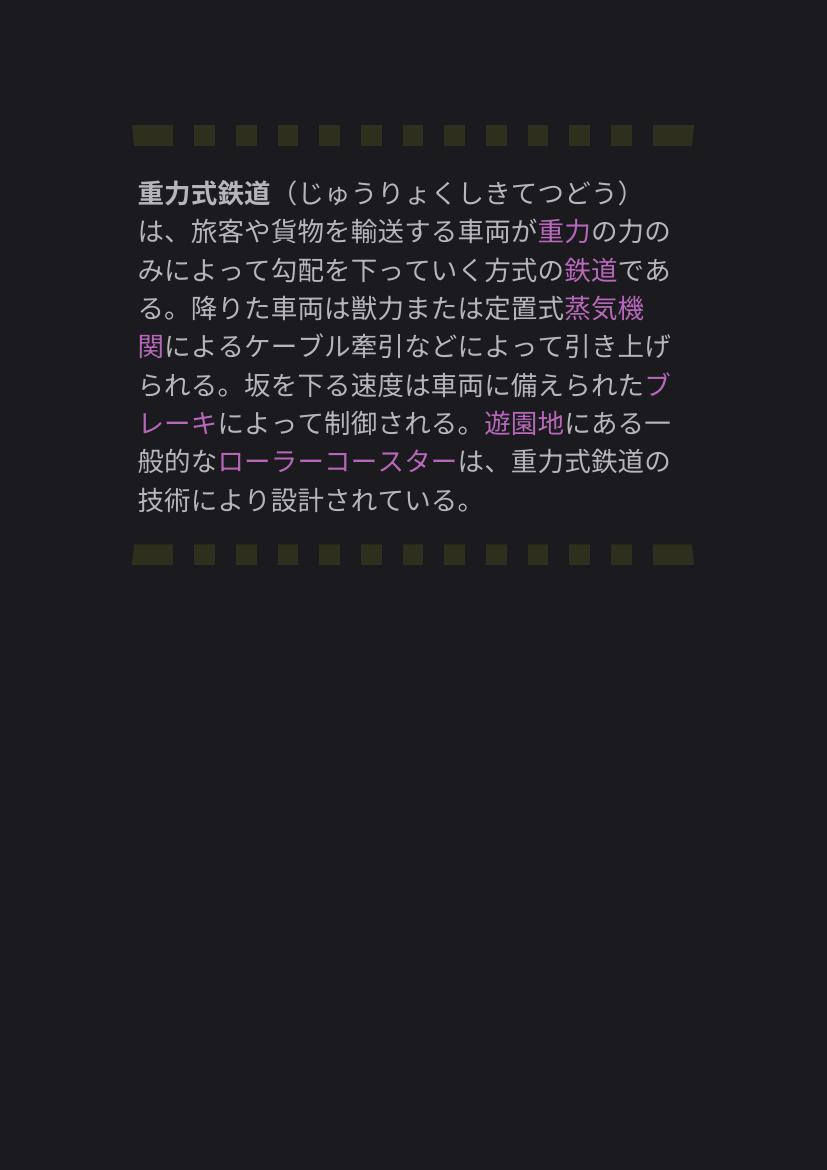 重力式鉄道（じゅうりょくしきてつどう）
は、旅客や貨物を輸送する車両が重力の力の
みによって勾配を下っていく方式の鉄道であ
る。降りた車両は獣力または定置式蒸気機
関によるケーブル牽引などによって引き上げ
られる。坂を下る速度は車両に備えられたブ
レーキによって制御される。遊園地にある一
般的なローラーコースターは、重力式鉄道の
技術により設計されている。